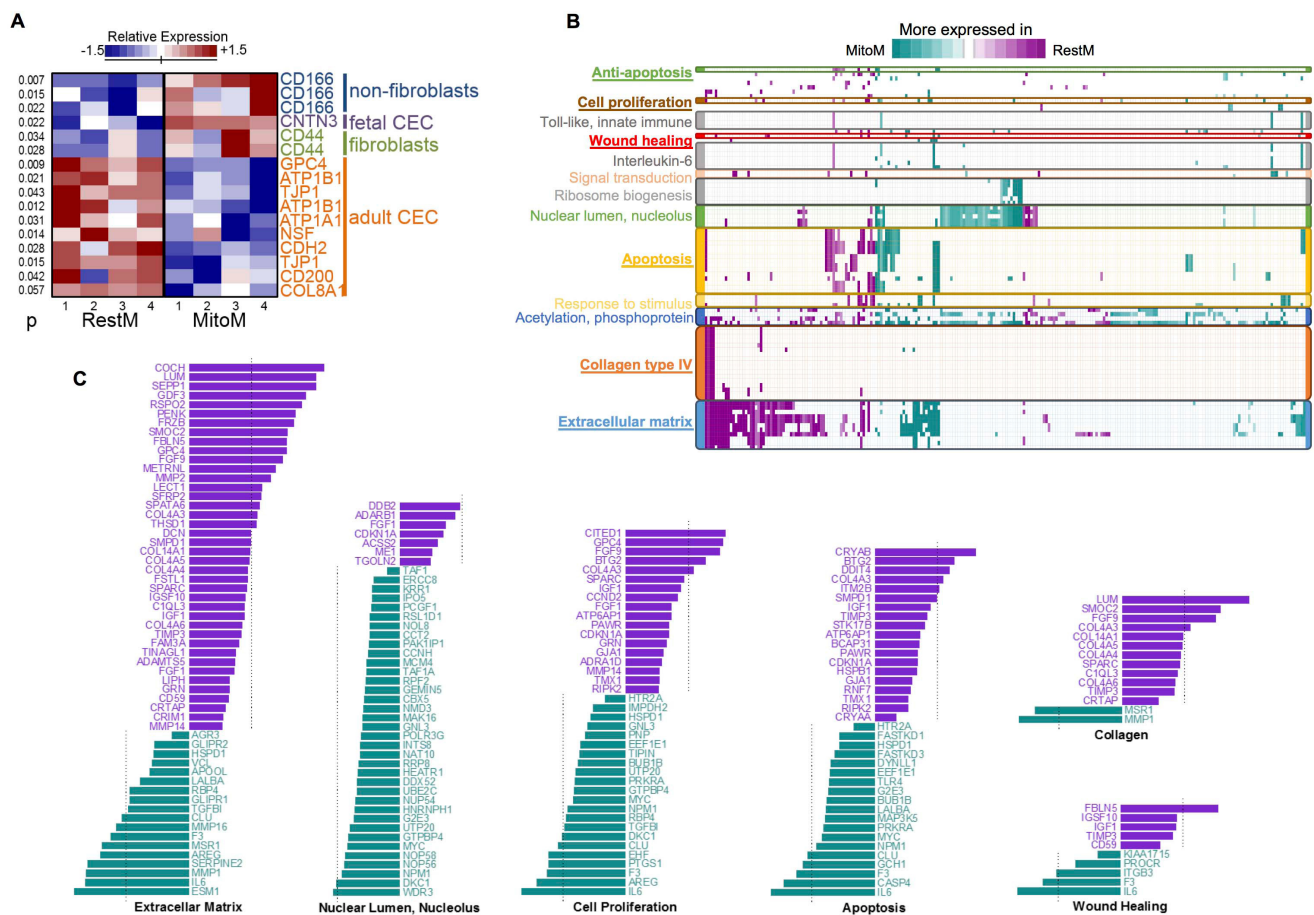 A
Relative Expression
-1.5 +1.5
0.007 CD166
0.015 CD166 non-fibroblasts
0.022 CD166
0.022 CNTN3 fetal CEC
0.034 CD44 fibroblasts
0.028 CD44
0.009 GPC4
0.021 ATP1B1
0.043 TJP1
0.012 ATP1B1
0.031 ATP1A1 adult CEC
0.014 NSF
0.028 CDH2
0.015 TJP1
0.042 CD200
0.057 COL8A1
1 2 3 4 1 2 3 4
p RestM MitoM
B
More expressed in
MitoM RestM
Anti-apoptosis
Cell proliferation
Toll-like, innate immune
Wound healing
Interleukin-6
Signal transduction
Ribosome biogenesis
Nuclear lumen, nucleolus
Apoptosis
Response to stimulus
Acetylation, phosphoprotein
Collagen type IV
Extracellular matrix
C
COCH
LUM
SEPP1
GDF3
RSPO2
PENK
FRZB
SMOC2
FBLN5
GPC4
FGF9
METRNL
MMP2
LECT1
SFRP2
SPATA6
COL4A3
THSD1
DCN
SMPD1
COL14A1
COL4A5
COL4A4
FSTL1
SPARC
IGSF10
C1QL3
IGF1
COL4A6
TIMP3
FAM3A
TINAGL1
ADAMTS5
FGF1
LIPH
GRN
CD59
CRTAP
CRIM1
MMP14
AGR3
GLIPR2
HSPD1
VCL
APOOL
LALBA
RBP4
GLIPR1
TGFBI
CLU
MMP16
F3
MSR1
AREG
SERPINE2
MMP1
IL6
ESM1
Extracellar Matrix
DDB2
ADARB1
FGF1
CDKN1A
ACSS2
ME1
TGOLN2
TAF1
ERCC8
KRR1
IPO5
PCGF1
RSL1D1
NOL8
CCT2
PAK1IP1
CCNH
MCM4
TAF1A
RPF2
GEMIN5
CBX5
NMD3
MAK16
GNL3
POLR3G
INTS8
NAT10
RRP8
HEATR1
DDX52
UBE2C
NUP54
HNRNPH1
G2E3
UTP20
GTPBP4
MYC
NOP58
NOP56
NPM1
DKC1
WDR3
Nuclear Lumen, Nucleolus
CITED1
GPC4
FGF9
BTG2
COL4A3
SPARC
IGF1
CCND2
FGF1
ATP6AP1
PAWR
CDKN1A
GRN
GJA1
ADRA1D
MMP14
TMX1
RIPK2
HTR2A
IMPDH2
HSPD1
GNL3
PNP
EEF1E1
TIPIN
BUB1B
UTP20
PRKRA
GTPBP4
MYC
NPM1
RBP4
TGFBI
DKC1
CLU
EHF
PTGS1
F3
AREG
IL6
Cell Proliferation
CRYAB
BTG2
DDIT4
COL4A3
ITM2B
SMPD1
IGF1
TIMP3
STK17B
ATP6AP1
BCAP31
PAWR
CDKN1A
HSPB1
GJA1
RNF7
TMX1
RIPK2
CRYAA
HTR2A
FASTKD1
HSPD1
FASTKD3
DYNLL1
EEF1E1
TLR4
G2E3
BUB1B
LALBA
MAP3K5
PRKRA
MYC
NPM1
CLU
GCH1
F3
CASP4
IL6
Apoptosis
LUM
SMOC2
FGF9
COL4A3
COL14A1
COL4A5
COL4A4
SPARC
C1QL3
COL4A6
TIMP3
CRTAP
MSR1
MMP1
Collagen
FBLN5
IGSF10
IGF1
TIMP3
CD59
KIAA1715
PROCR
ITGB3
F3
IL6
Wound Healing